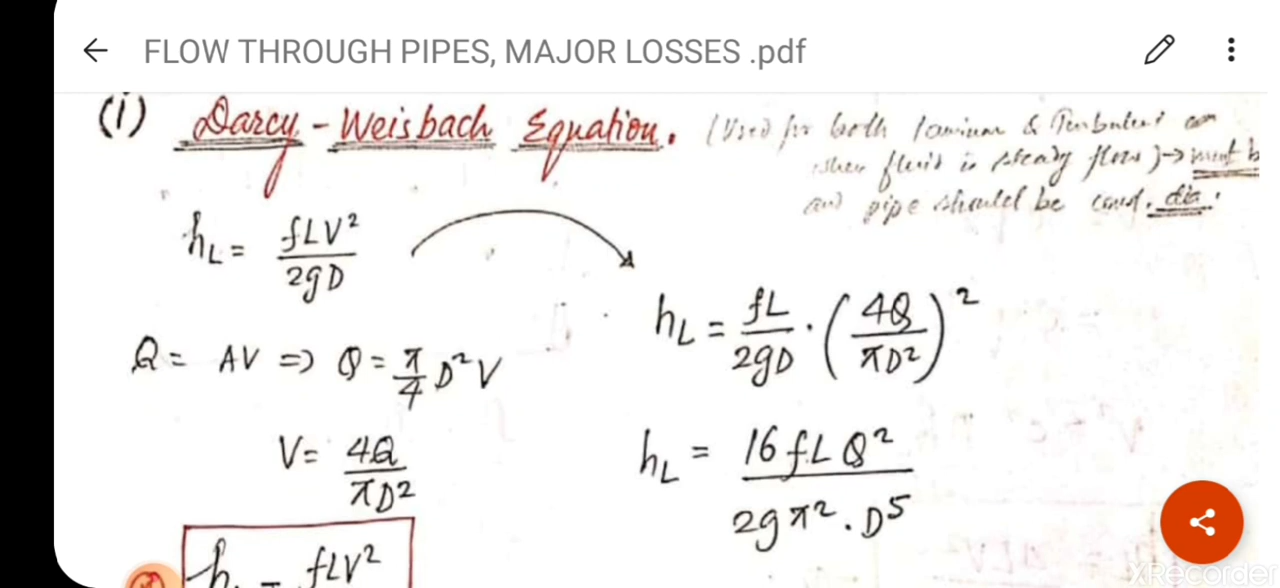 FLOW THROUGH PIPES, MAJOR LOSSES .pdf
(i) Darcy - Weisbach Equation. (Used for both laminar & Turbulent
when fluid is steady flow) → must b
and pipe should be const. dia.
h_L = fLV² / 2gD
h_L = fL / 2gD · (4Q / πD²)²
Q = AV ⇒ Q = π/4 D²V
V = 4Q / πD²
h_L = 16fLQ² / 2gπ² · D⁵
h = fLV²
XRecorder